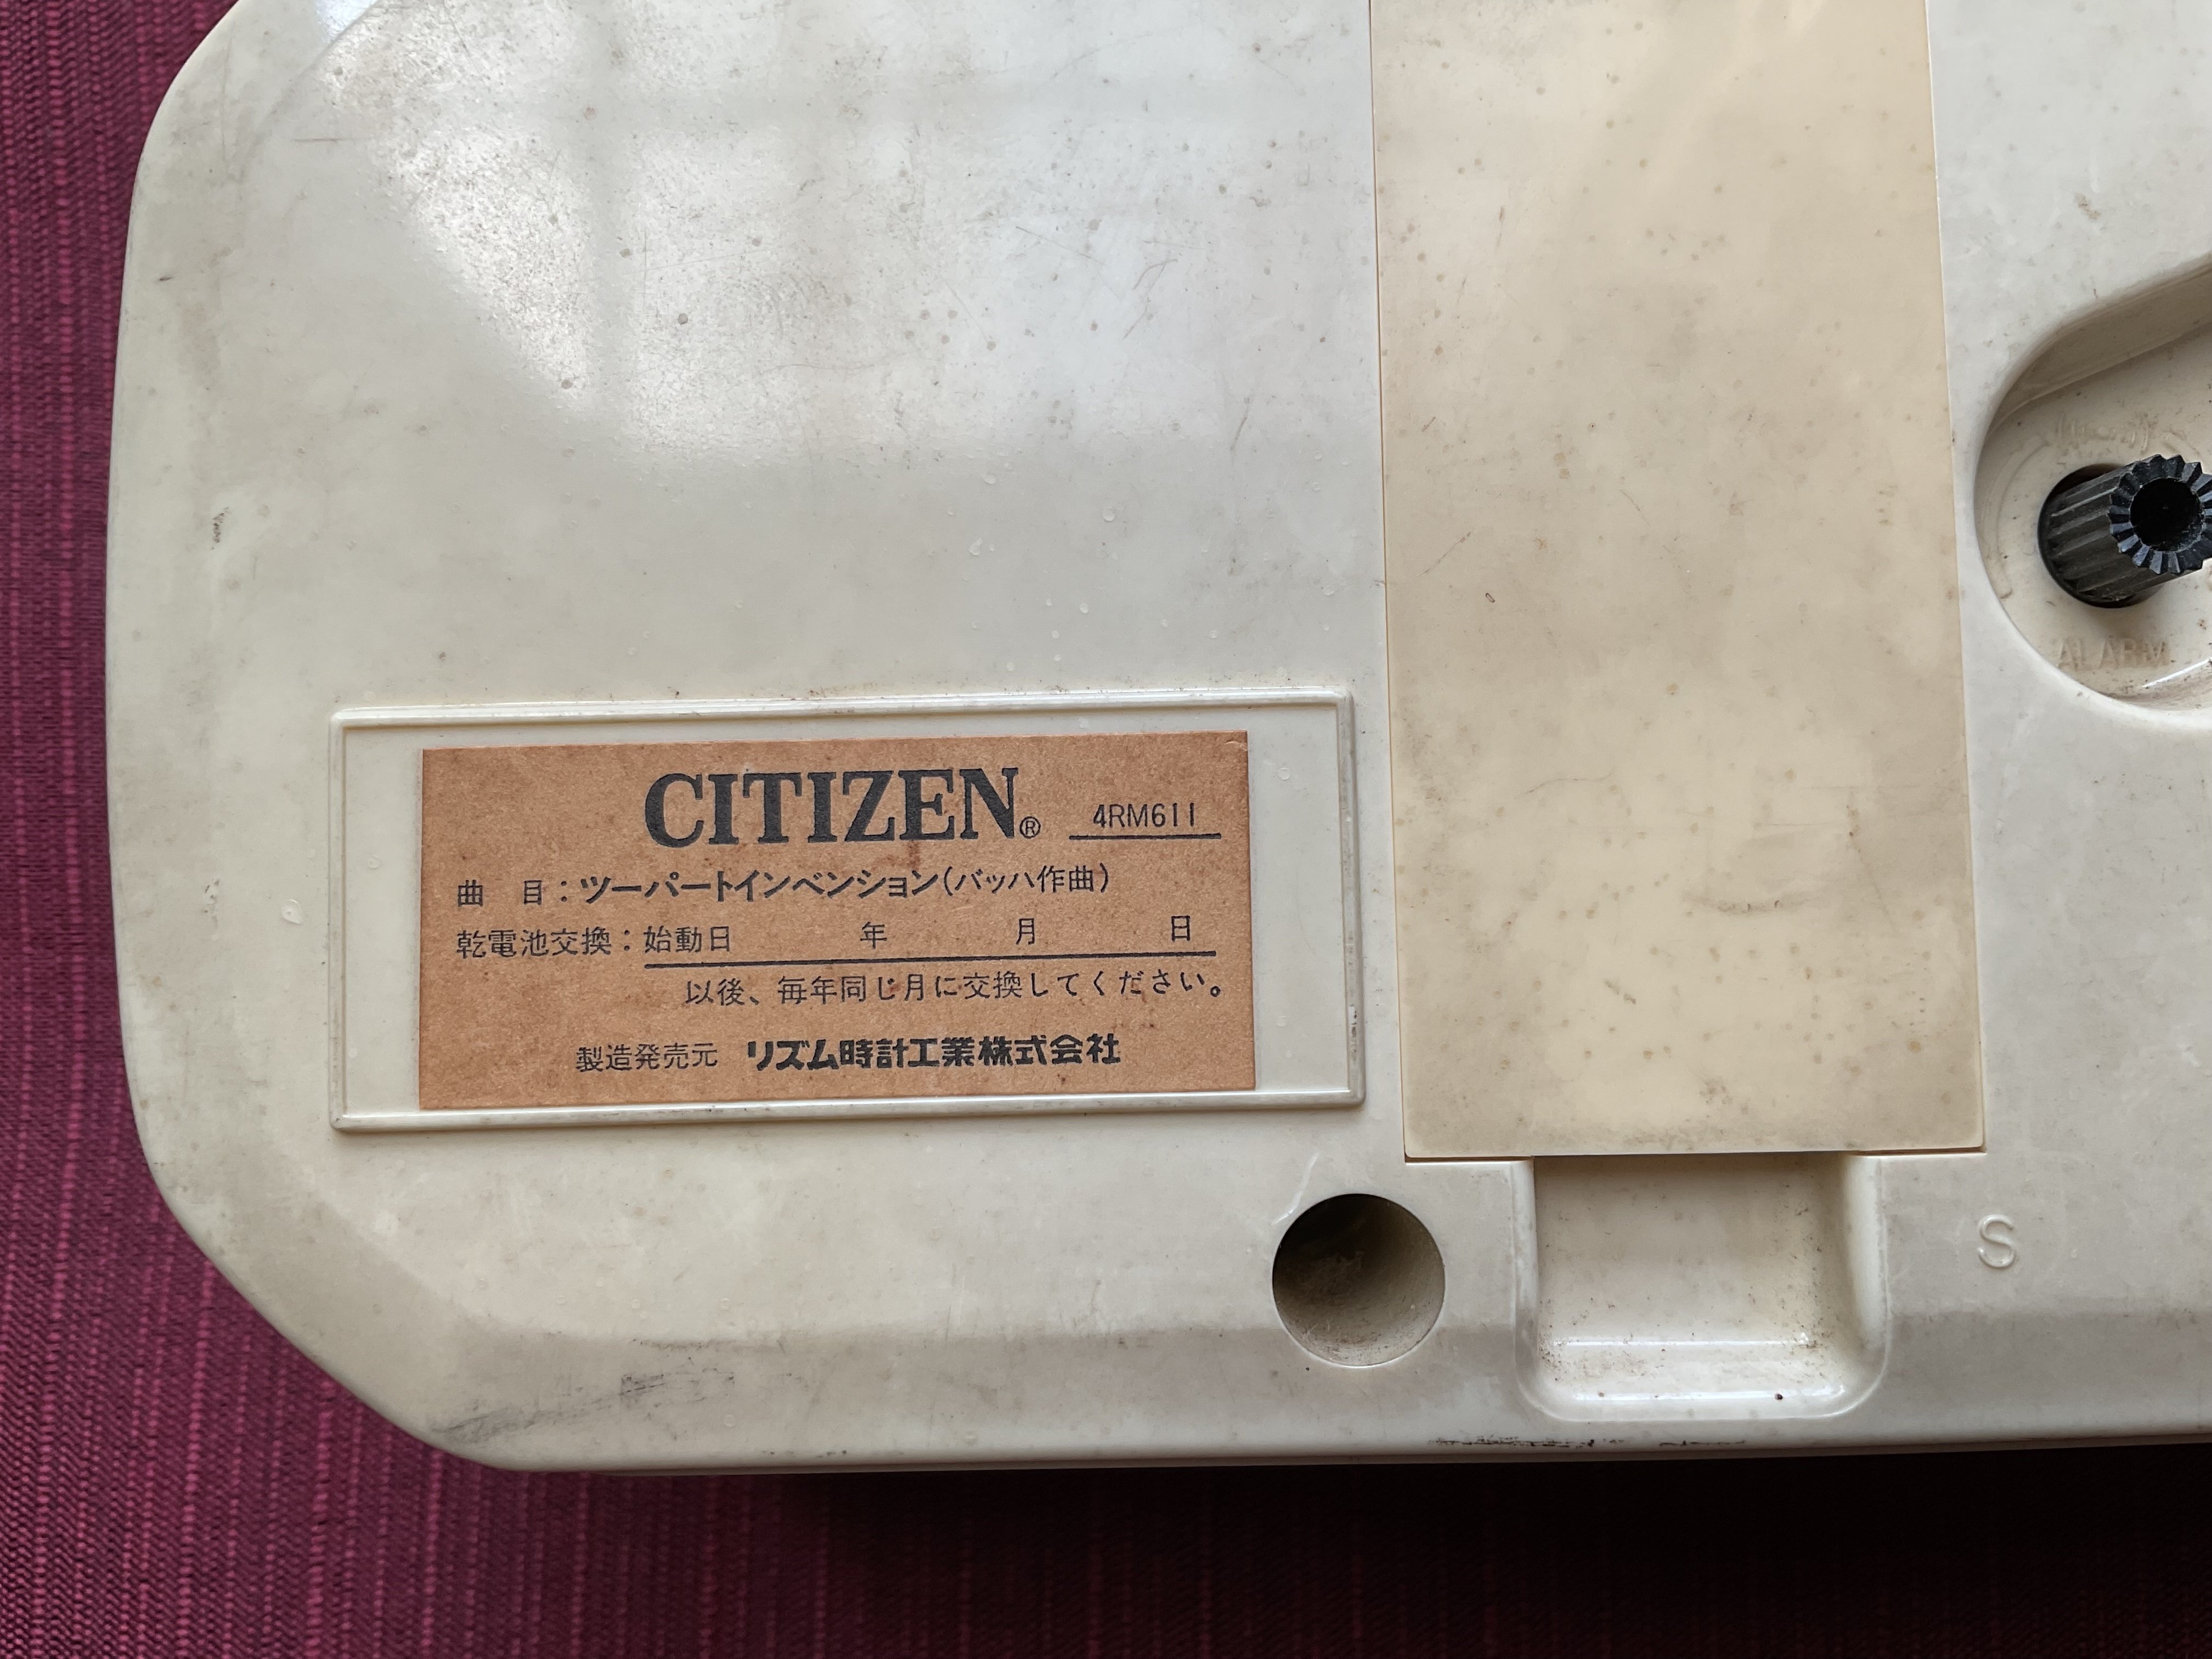 CITIZEN® 4RM611
曲 目：ツーパートインベンション(バッハ作曲)
乾電池交換：始動日 年 月 日
以後、毎年同じ月に交換してください。
製造発売元 リズム時計工業株式会社
ALARM
S